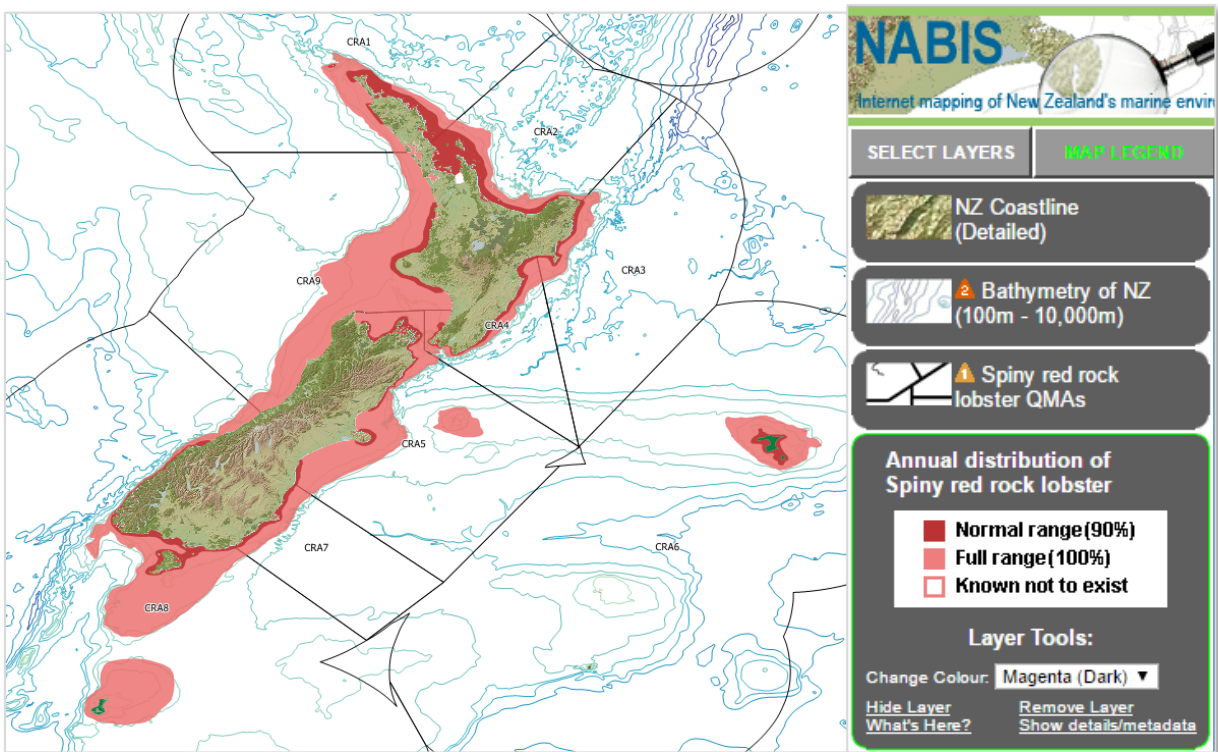 CRA1
CRA2
CRA3
CRA9
CRA4
CRA5
CRA7
CRA6
CRA8
NABIS
Internet mapping of New Zealand's marine envir
SELECT LAYERS
MAP LEGEND
NZ Coastline
(Detailed)
2 Bathymetry of NZ
(100m - 10,000m)
1 Spiny red rock
lobster QMAs
Annual distribution of
Spiny red rock lobster
Normal range(90%)
Full range(100%)
Known not to exist
Layer Tools:
Change Colour: Magenta (Dark) ▼
Hide Layer Remove Layer
What's Here? Show details/metadata